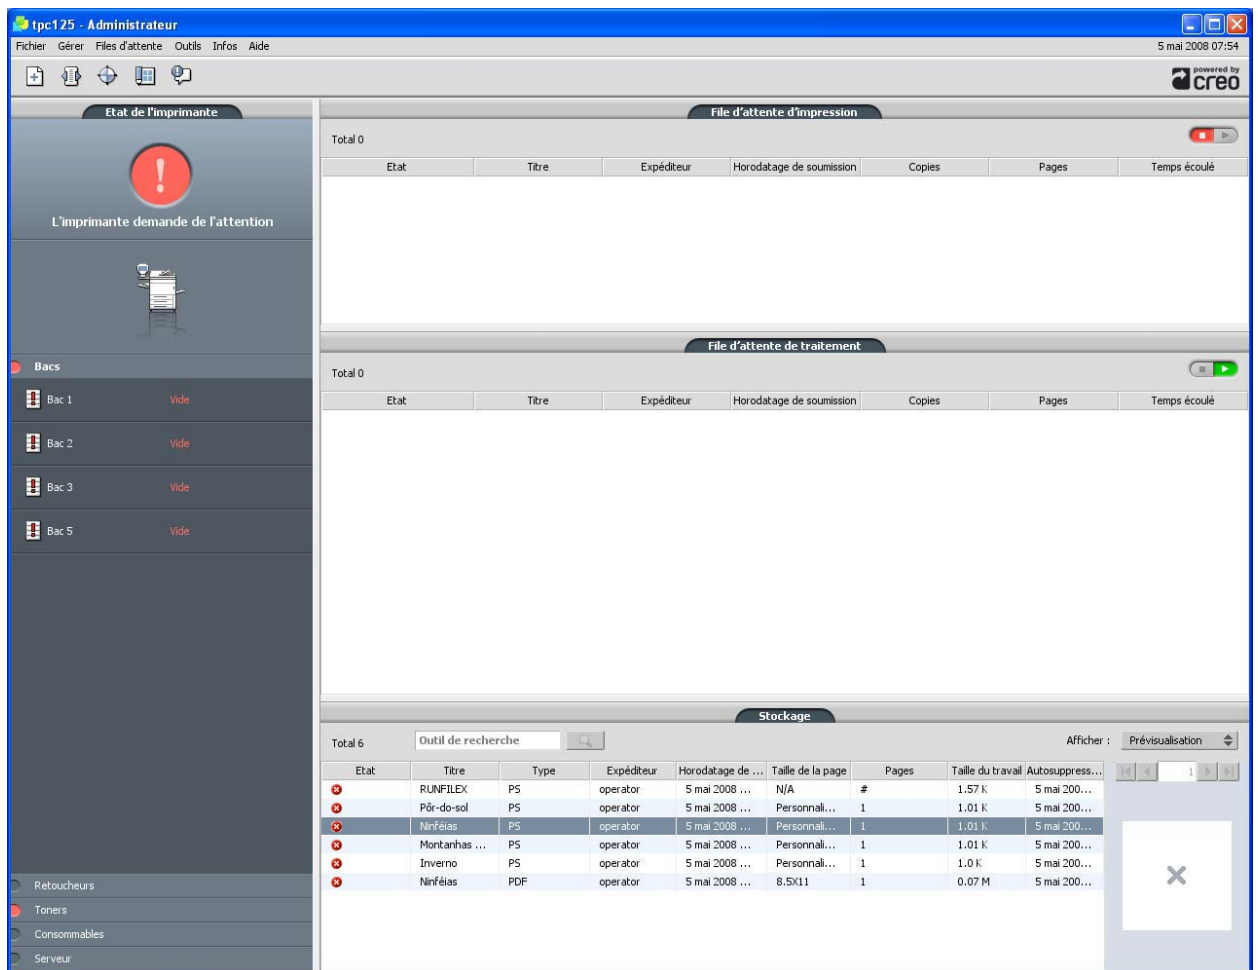 tpc125 - Administrateur
Fichier Gérer Files d'attente Outils Infos Aide
5 mai 2008 07:54
powered by
creo
Etat de l'imprimante
L'imprimante demande de l'attention
Bacs
Bac 1 Vide
Bac 2 Vide
Bac 3 Vide
Bac 5 Vide
Retoucheurs
Toners
Consommables
Serveur
File d'attente d'impression
Total 0
Etat Titre Expéditeur Horodatage de soumission Copies Pages Temps écoulé
File d'attente de traitement
Total 0
Etat Titre Expéditeur Horodatage de soumission Copies Pages Temps écoulé
Stockage
Total 6 Outil de recherche Afficher : Prévisualisation
Etat Titre Type Expéditeur Horodatage de ... Taille de la page Pages Taille du travail Autosuppress... 1
RUNFILEX PS operator 5 mai 2008 ... N/A # 1.57 K 5 mai 200...
Pôr-do-sol PS operator 5 mai 2008 ... Personnali... 1 1.01 K 5 mai 200...
Ninféias PS operator 5 mai 2008 ... Personnali... 1 1.01 K 5 mai 200...
Montanhas ... PS operator 5 mai 2008 ... Personnali... 1 1.01 K 5 mai 200...
Inverno PS operator 5 mai 2008 ... Personnali... 1 1.0 K 5 mai 200...
Ninféias PDF operator 5 mai 2008 ... 8.5X11 1 0.07 M 5 mai 200...